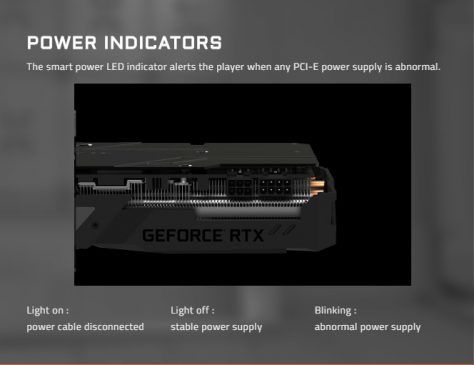 POWER INDICATORS
The smart power LED indicator alerts the player when any PCI-E power supply is abnormal.
GEFORCE RTX
Light on :
power cable disconnected
Light off :
stable power supply
Blinking :
abnormal power supply